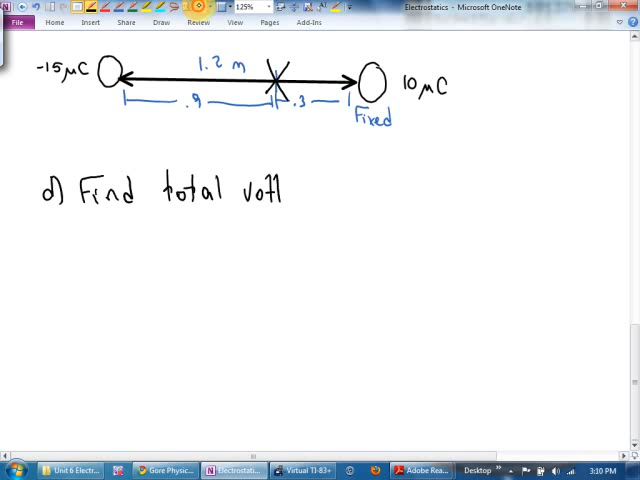 Electrostatics - Microsoft OneNote
125%
File Home Insert Share Draw Review View Pages Add-Ins
-15μC
1.2 m
10 μC
.9
.3
Fixed
d) Find total volt
Unit 6 Electr... Gore Physic... Electrostatic... Virtual TI-83+ Adobe Rea... Desktop » 3:10 PM